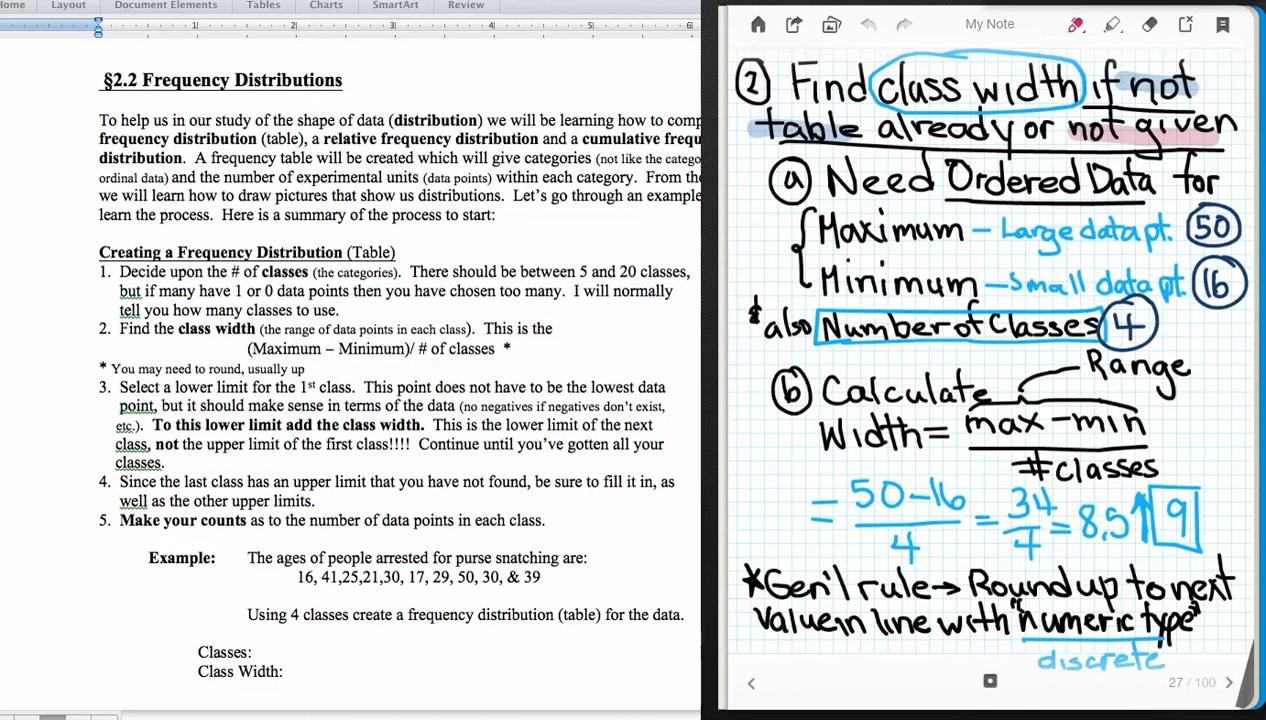 Home
Layout
Document Elements
Tables
Charts
SmartArt
Review
1
2
3
4
5
6
§2.2 Frequency Distributions
To help us in our study of the shape of data (distribution) we will be learning how to comp
frequency distribution (table), a relative frequency distribution and a cumulative frequ
distribution. A frequency table will be created which will give categories (not like the catego
ordinal data) and the number of experimental units (data points) within each category. From the
we will learn how to draw pictures that show us distributions. Let's go through an example
learn the process. Here is a summary of the process to start:
Creating a Frequency Distribution (Table)
1. Decide upon the # of classes (the categories). There should be between 5 and 20 classes,
but if many have 1 or 0 data points then you have chosen too many. I will normally
tell you how many classes to use.
2. Find the class width (the range of data points in each class). This is the
(Maximum – Minimum)/ # of classes *
* You may need to round, usually up
3. Select a lower limit for the 1st class. This point does not have to be the lowest data
point, but it should make sense in terms of the data (no negatives if negatives don't exist,
etc.). To this lower limit add the class width. This is the lower limit of the next
class, not the upper limit of the first class!!!! Continue until you've gotten all your
classes.
4. Since the last class has an upper limit that you have not found, be sure to fill it in, as
well as the other upper limits.
5. Make your counts as to the number of data points in each class.
Example: The ages of people arrested for purse snatching are:
16, 41,25,21,30, 17, 29, 50, 30, & 39
Using 4 classes create a frequency distribution (table) for the data.
Classes:
Class Width:
My Note
2 Find class width if not
table already or not given
a Need Ordered Data for
Maximum – Large data pt. 50
Minimum – Small data pt. 16
* also Number of Classes 4
Range
b Calculate
Width = max – min
# classes
= 50 – 16 = 34 = 8.5 ↑ 9
4 4
*Gen'l rule → Round up to next
Value in line with "numeric type"
discrete
27 / 100